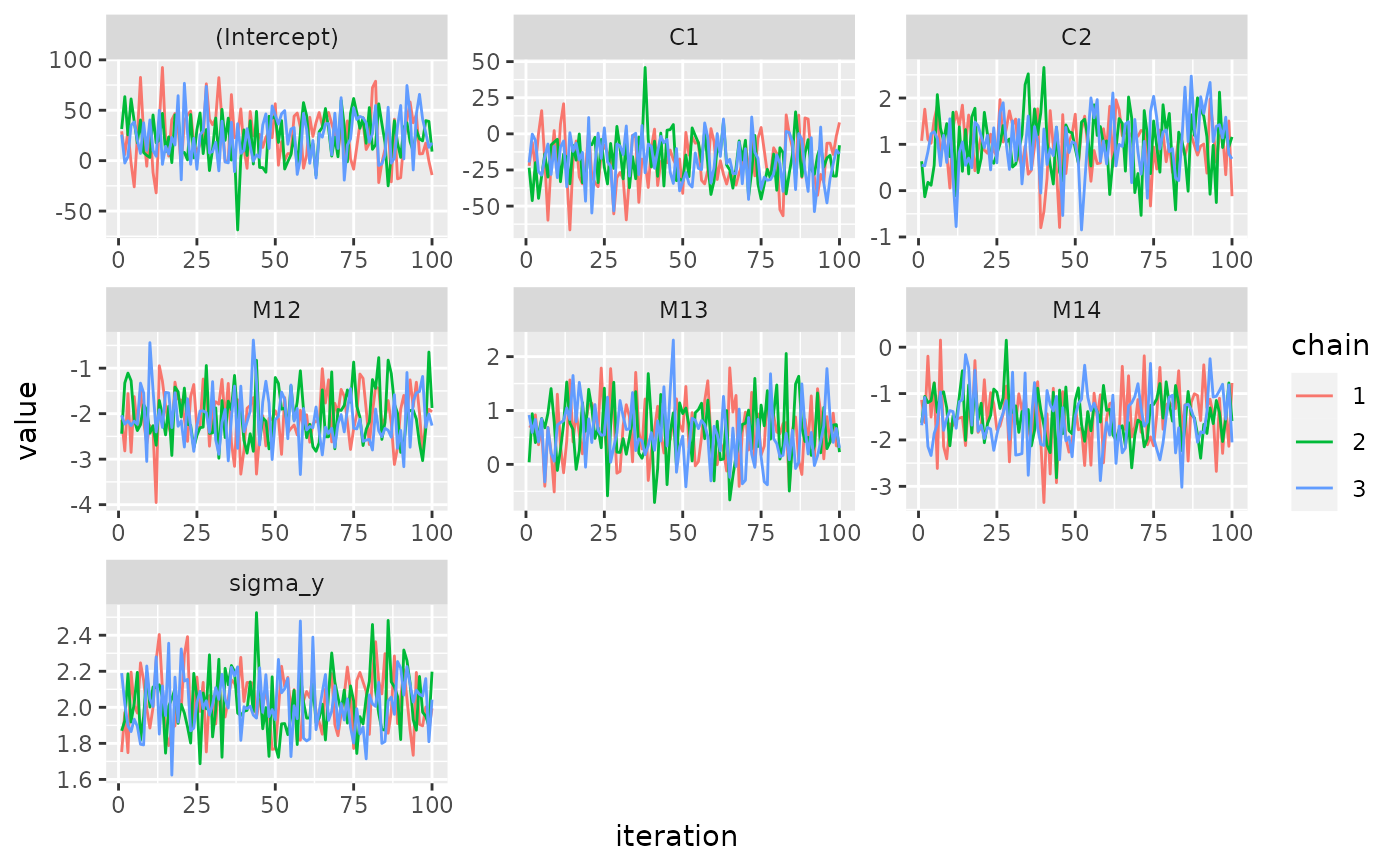 (Intercept) C1 C2
100 50 0 -50
50 25 0 -25 -50
2 1 0 -1
0 25 50 75 100 0 25 50 75 100 0 25 50 75 100
M12 M13 M14
-1 -2 -3 -4
2 1 0
0 -1 -2 -3
0 25 50 75 100 0 25 50 75 100 0 25 50 75 100
sigma_y
2.4 2.2 2.0 1.8 1.6
0 25 50 75 100
value
iteration
chain
1
2
3